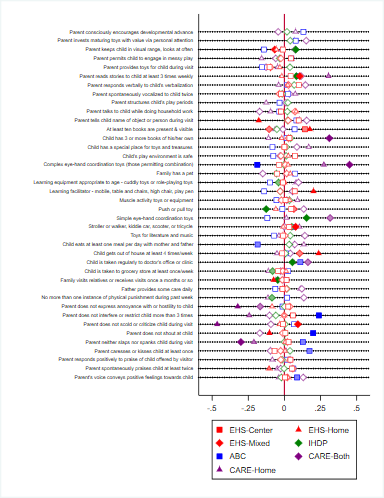 Parent consciously encourages developmental advance
Parent invests maturing toys with value via personal attention
Parent keeps child in visual range, looks at often
Parent permits child to engage in messy play
Parent provides toys for child during visit
Parent reads stories to child at least 3 times weekly
Parent responds verbally to child's verbalization
Parent spontaneously vocalized to child twice
Parent structures child's play periods
Parent talks to child while doing household work
Parent tells child name of object or person during visit
At least ten books are present & visible
Child has 3 or more books of his/her own
Child has a special place for toys and treasures
Child's play environment is safe
Complex eye-hand coordination toys (those permitting combination)
Family has a pet
Learning equipment appropriate to age - cuddly toys or role-playing toys
Learning facilitators - mobile, table and chairs, high chair, play pen
Muscle activity toys or equipment
Push or pull toy
Simple eye-hand coordination toys
Stroller or walker, kiddie car, scooter, or tricycle
Toys for literature and music
Child eats at least one meal per day with mother and father
Child gets out of house at least 4 times/week
Child is taken regularly to doctor's office or clinic
Child is taken to grocery store at least once/week
Family visits relatives or receives visits once a months or so
Father provides some care daily
No more than one instance of physical punishment during past week
Parent does not express annoyance with or hostility to child
Parent does not interfere or restrict child more than 3 times
Parent does not scold or criticize child during visit
Parent does not shout at child
Parent neither slaps nor spanks child during visit
Parent caresses or kisses child at least once
Parent responds positively to praise of child offered by visitor
Parent spontaneously praises child at least twice
Parent's voice conveys positive feelings towards child
-.5 -.25 0 .25 .5
EHS-Center EHS-Home
EHS-Mixed IHDP
ABC CARE-Both
CARE-Home